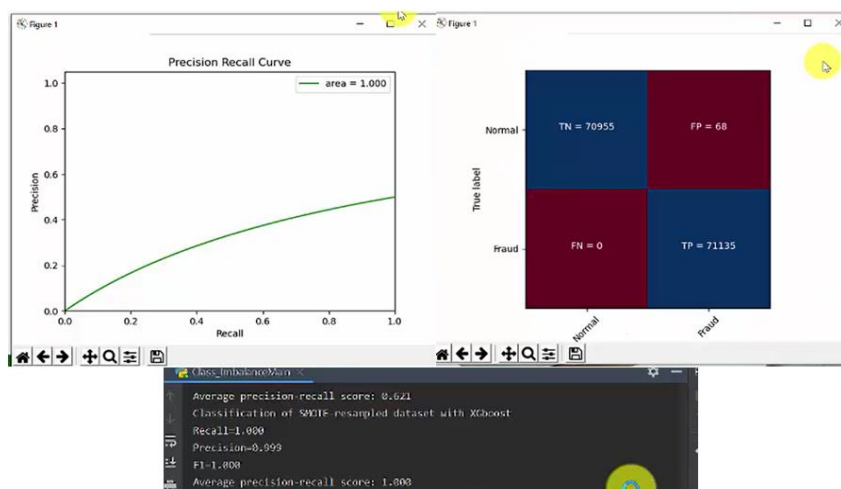 Figure 1
Precision Recall Curve
area = 1.000
1.0
0.8
0.6
0.4
0.2
0.0
Precision
0.0 0.2 0.4 0.6 0.8 1.0
Recall
Figure 1
Normal
TN = 70955
FP = 68
True label
Fraud
FN = 0
TP = 71135
Normal
Fraud
Class_ImbalanceMain
Average precision-recall score: 0.621
Classification of SMOTE-resampled dataset with XGboost
Recall=1.000
Precision=0.999
F1=1.000
Average precision-recall score: 1.000